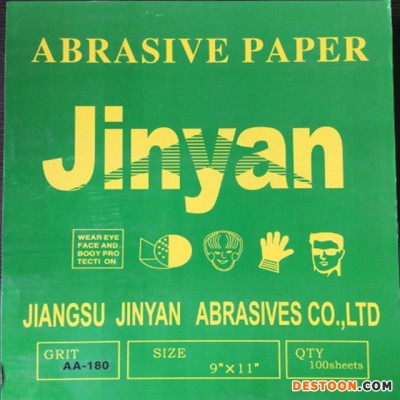 ABRASIVE PAPER
Jinyan
WEAR EYE
FACE AND
BOOY PRO
TECTI ON
JIANGSU JINYAN ABRASIVES CO.,LTD
GRIT
AA-180
SIZE
9"×11"
QTY
100sheets
DESTOON.COM